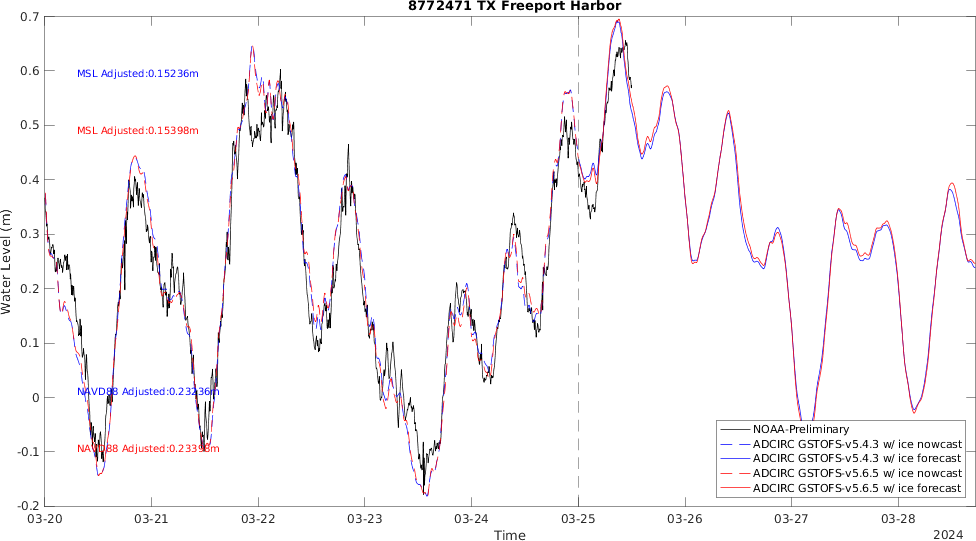 8772471 TX Freeport Harbor
0.7
0.6
0.5
0.4
0.3
0.2
0.1
0
-0.1
-0.2
Water Level (m)
MSL Adjusted:0.15236m
MSL Adjusted:0.15398m
NAVD88 Adjusted:0.23236m
NAVD88 Adjusted:0.23398m
NOAA-Preliminary
ADCIRC GSTOFS-v5.4.3 w/ ice nowcast
ADCIRC GSTOFS-v5.4.3 w/ ice forecast
ADCIRC GSTOFS-v5.6.5 w/ ice nowcast
ADCIRC GSTOFS-v5.6.5 w/ ice forecast
03-20 03-21 03-22 03-23 03-24 03-25 03-26 03-27 03-28
Time
2024